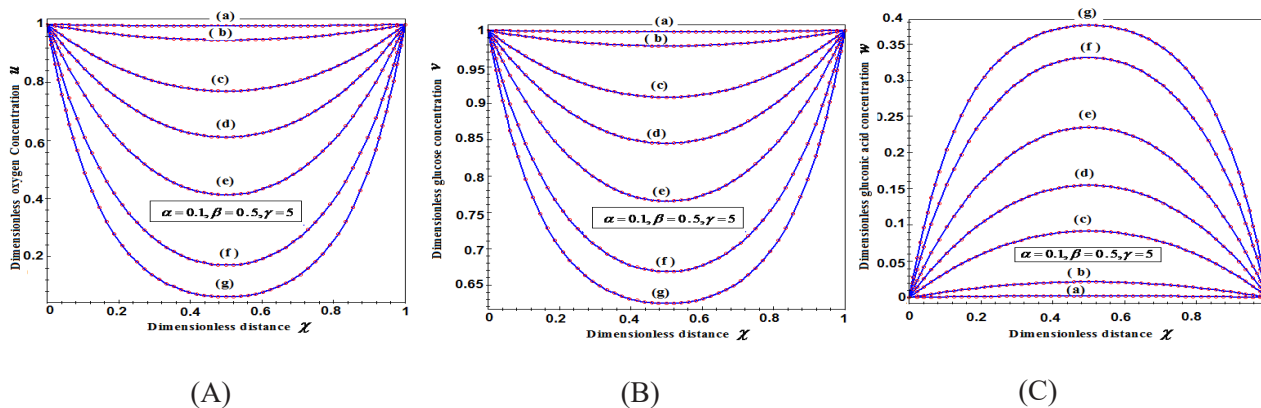 (a)
1
( b)
(c)
0.8
(d)
0.6
(e)
0.4
α=0.1, β=0.5, γ=5
(f)
0.2
(g)
0 0.2 0.4 0.6 0.8 1
Dimensionless distance χ
Dimensionless oxygen Concentration u
(A)
(a)
1
(b)
0.95
(c)
0.9
(d)
0.85
0.8
(e)
0.75
α=0.1, β=0.5, γ=5
0.7
(f)
0.65
(g)
0 0.2 0.4 0.6 0.8 1
Dimensionless distance χ
Dimensionless glucose concentration v
(B)
0.4
(g)
0.35
(f)
0.3
0.25
(e)
0.2
(d)
0.15
(c)
0.1
α=0.1, β=0.5, γ=5
0.05
( b)
(a)
0
0 0.2 0.4 0.6 0.8
Dimensionless distance χ
Dimensionless gluconic acid concentration w
(C)